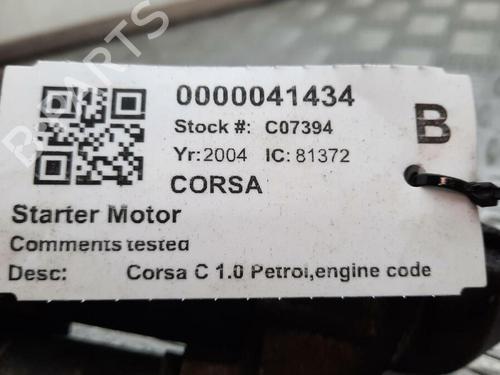 0000041434
Stock #: C07394
B
Yr: 2004 IC: 81372
CORSA
Starter Motor
Comments tested
Desc: Corsa C 1.0 Petrol,engine code